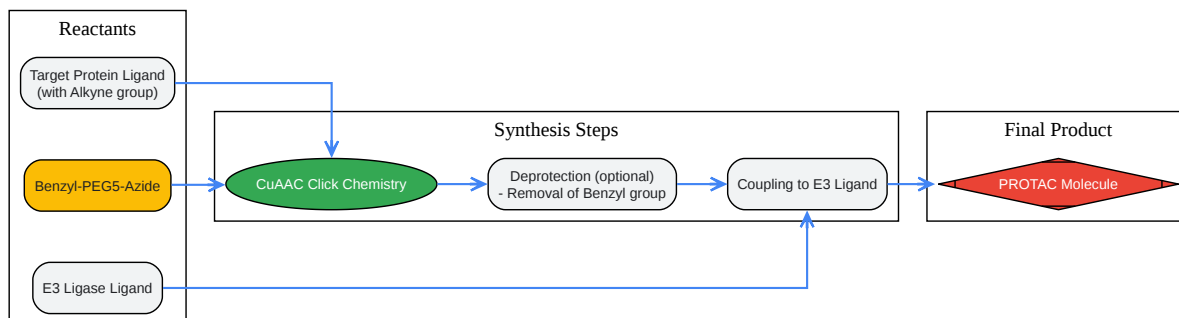 Reactants
Target Protein Ligand
(with Alkyne group)
Benzyl-PEG5-Azide
E3 Ligase Ligand
Synthesis Steps
CuAAC Click Chemistry
Deprotection (optional)
- Removal of Benzyl group
Coupling to E3 Ligand
Final Product
PROTAC Molecule